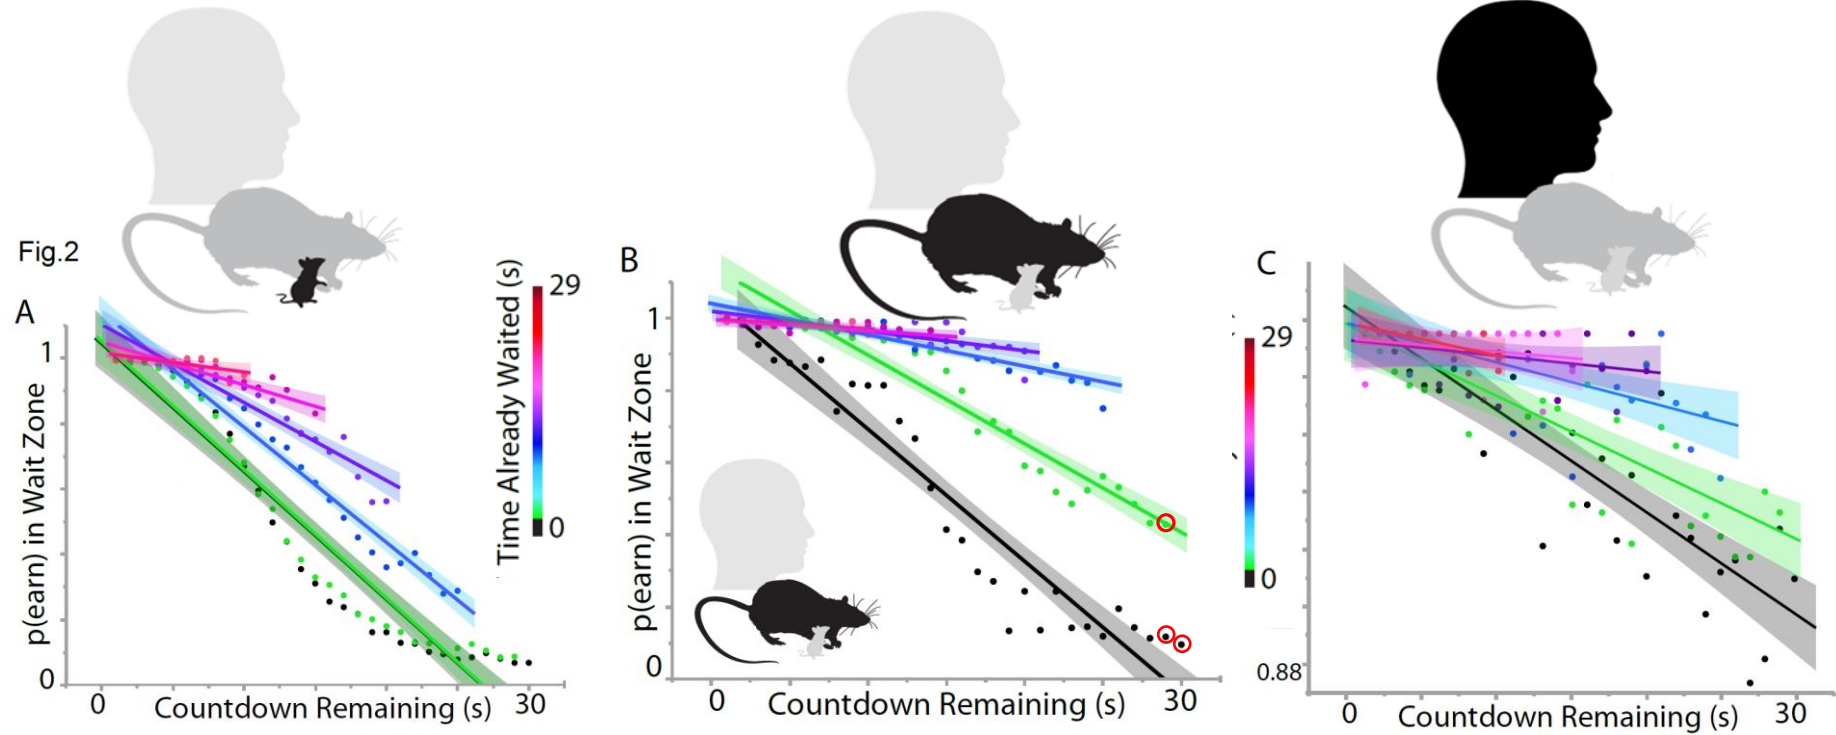 Fig.2
A
p(earn) in Wait Zone
1
0
0
Countdown Remaining (s)
30
Time Already Waited (s)
29
0
B
p(earn) in Wait Zone
1
0
0
Countdown Remaining (s)
30
C
29
0
0.88
0
Countdown Remaining (s)
30